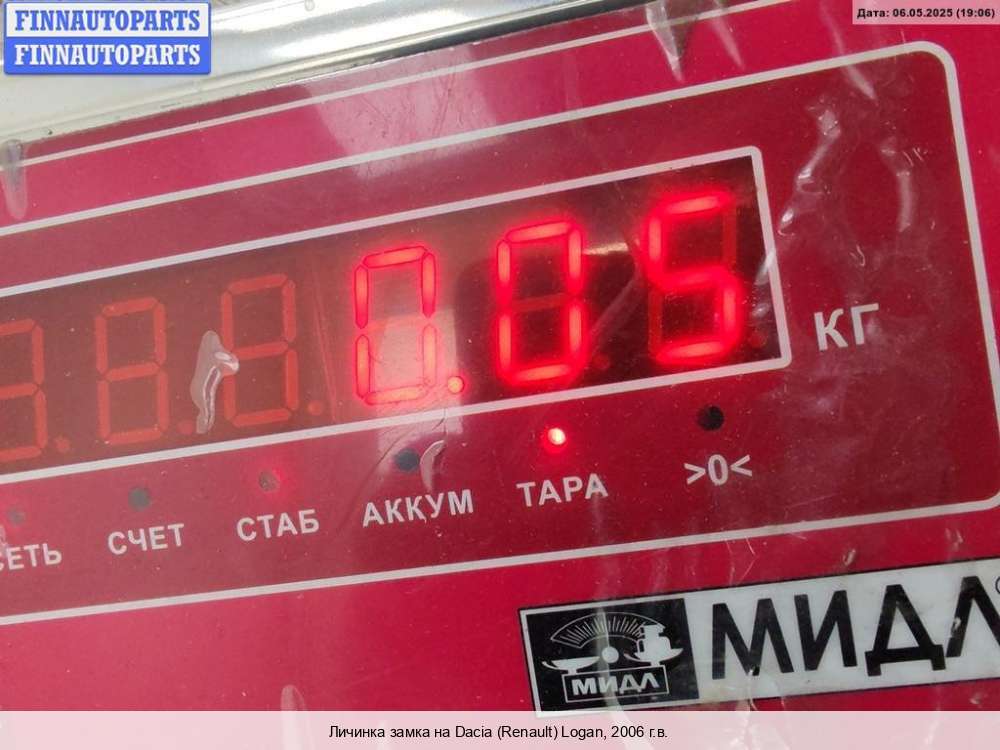 FINNAUTOPARTS
FINNAUTOPARTS
Дата: 06.05.2025 (19:06)
0.05
КГ
СЕТЬ СЧЕТ СТАБ АККУМ ТАРА >0<
МИДЛ
МИДЛ
Личинка замка на Dacia (Renault) Logan, 2006 г.в.